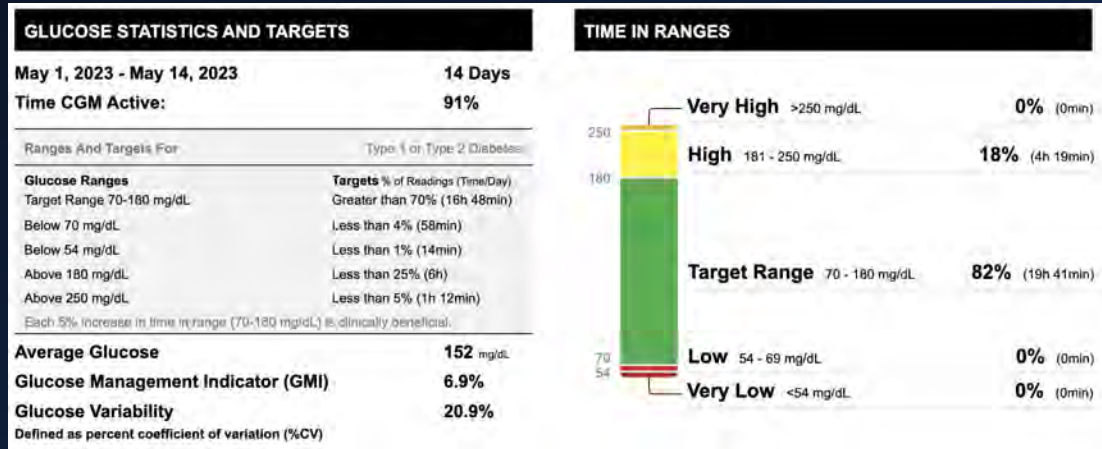 GLUCOSE STATISTICS AND TARGETS
May 1, 2023 - May 14, 2023 14 Days
Time CGM Active: 91%
Ranges And Targets For Type 1 or Type 2 Diabetes
Glucose Ranges Targets % of Readings (Time/Day)
Target Range 70-180 mg/dL Greater than 70% (16h 48min)
Below 70 mg/dL Less than 4% (58min)
Below 54 mg/dL Less than 1% (14min)
Above 180 mg/dL Less than 25% (6h)
Above 250 mg/dL Less than 5% (1h 12min)
Each 5% increase in time in range (70-180 mg/dL) is clinically beneficial.
Average Glucose 152 mg/dL
Glucose Management Indicator (GMI) 6.9%
Glucose Variability 20.9%
Defined as percent coefficient of variation (%CV)
TIME IN RANGES
Very High >250 mg/dL 0% (0min)
250
High 181 - 250 mg/dL 18% (4h 19min)
180
Target Range 70 - 180 mg/dL 82% (19h 41min)
70 Low 54 - 69 mg/dL 0% (0min)
54
Very Low <54 mg/dL 0% (0min)